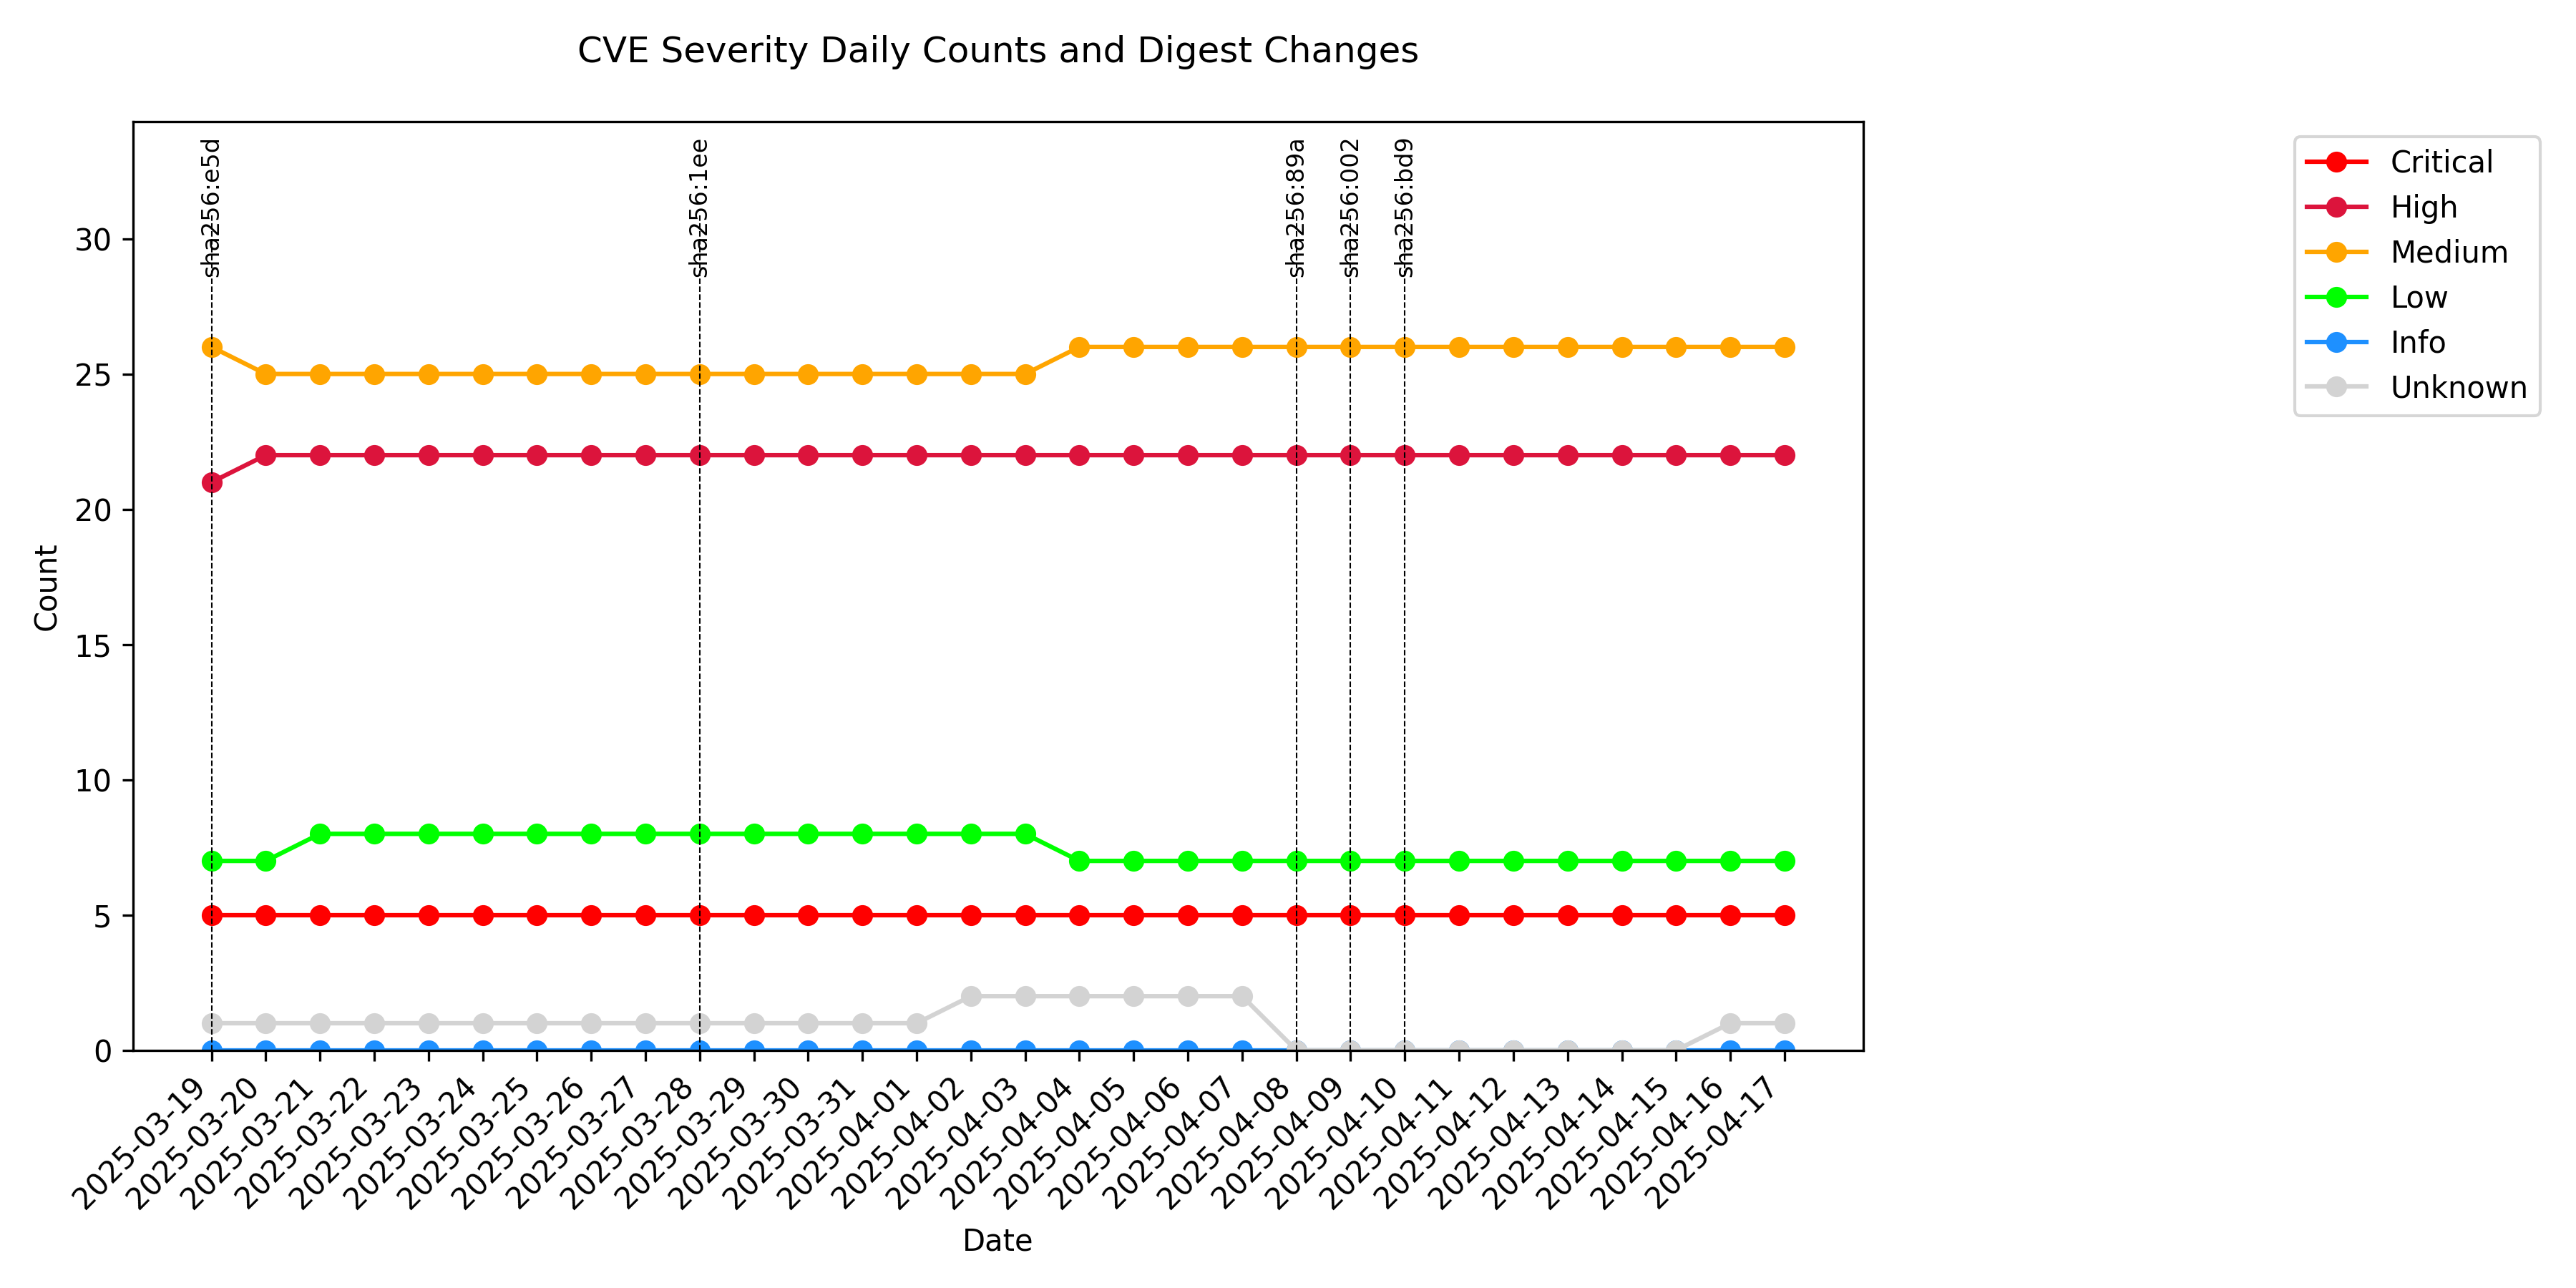 CVE Severity Daily Counts and Digest Changes
sha256:e5d
sha256:1ee
sha256:89a
sha256:002
sha256:bd9
Critical
High
Medium
Low
Info
Unknown
30
25
20
15
10
5
0
Count
2025-03-19
2025-03-20
2025-03-21
2025-03-22
2025-03-23
2025-03-24
2025-03-25
2025-03-26
2025-03-27
2025-03-28
2025-03-29
2025-03-30
2025-03-31
2025-04-01
2025-04-02
2025-04-03
2025-04-04
2025-04-05
2025-04-06
2025-04-07
2025-04-08
2025-04-09
2025-04-10
2025-04-11
2025-04-12
2025-04-13
2025-04-14
2025-04-15
2025-04-16
2025-04-17
Date